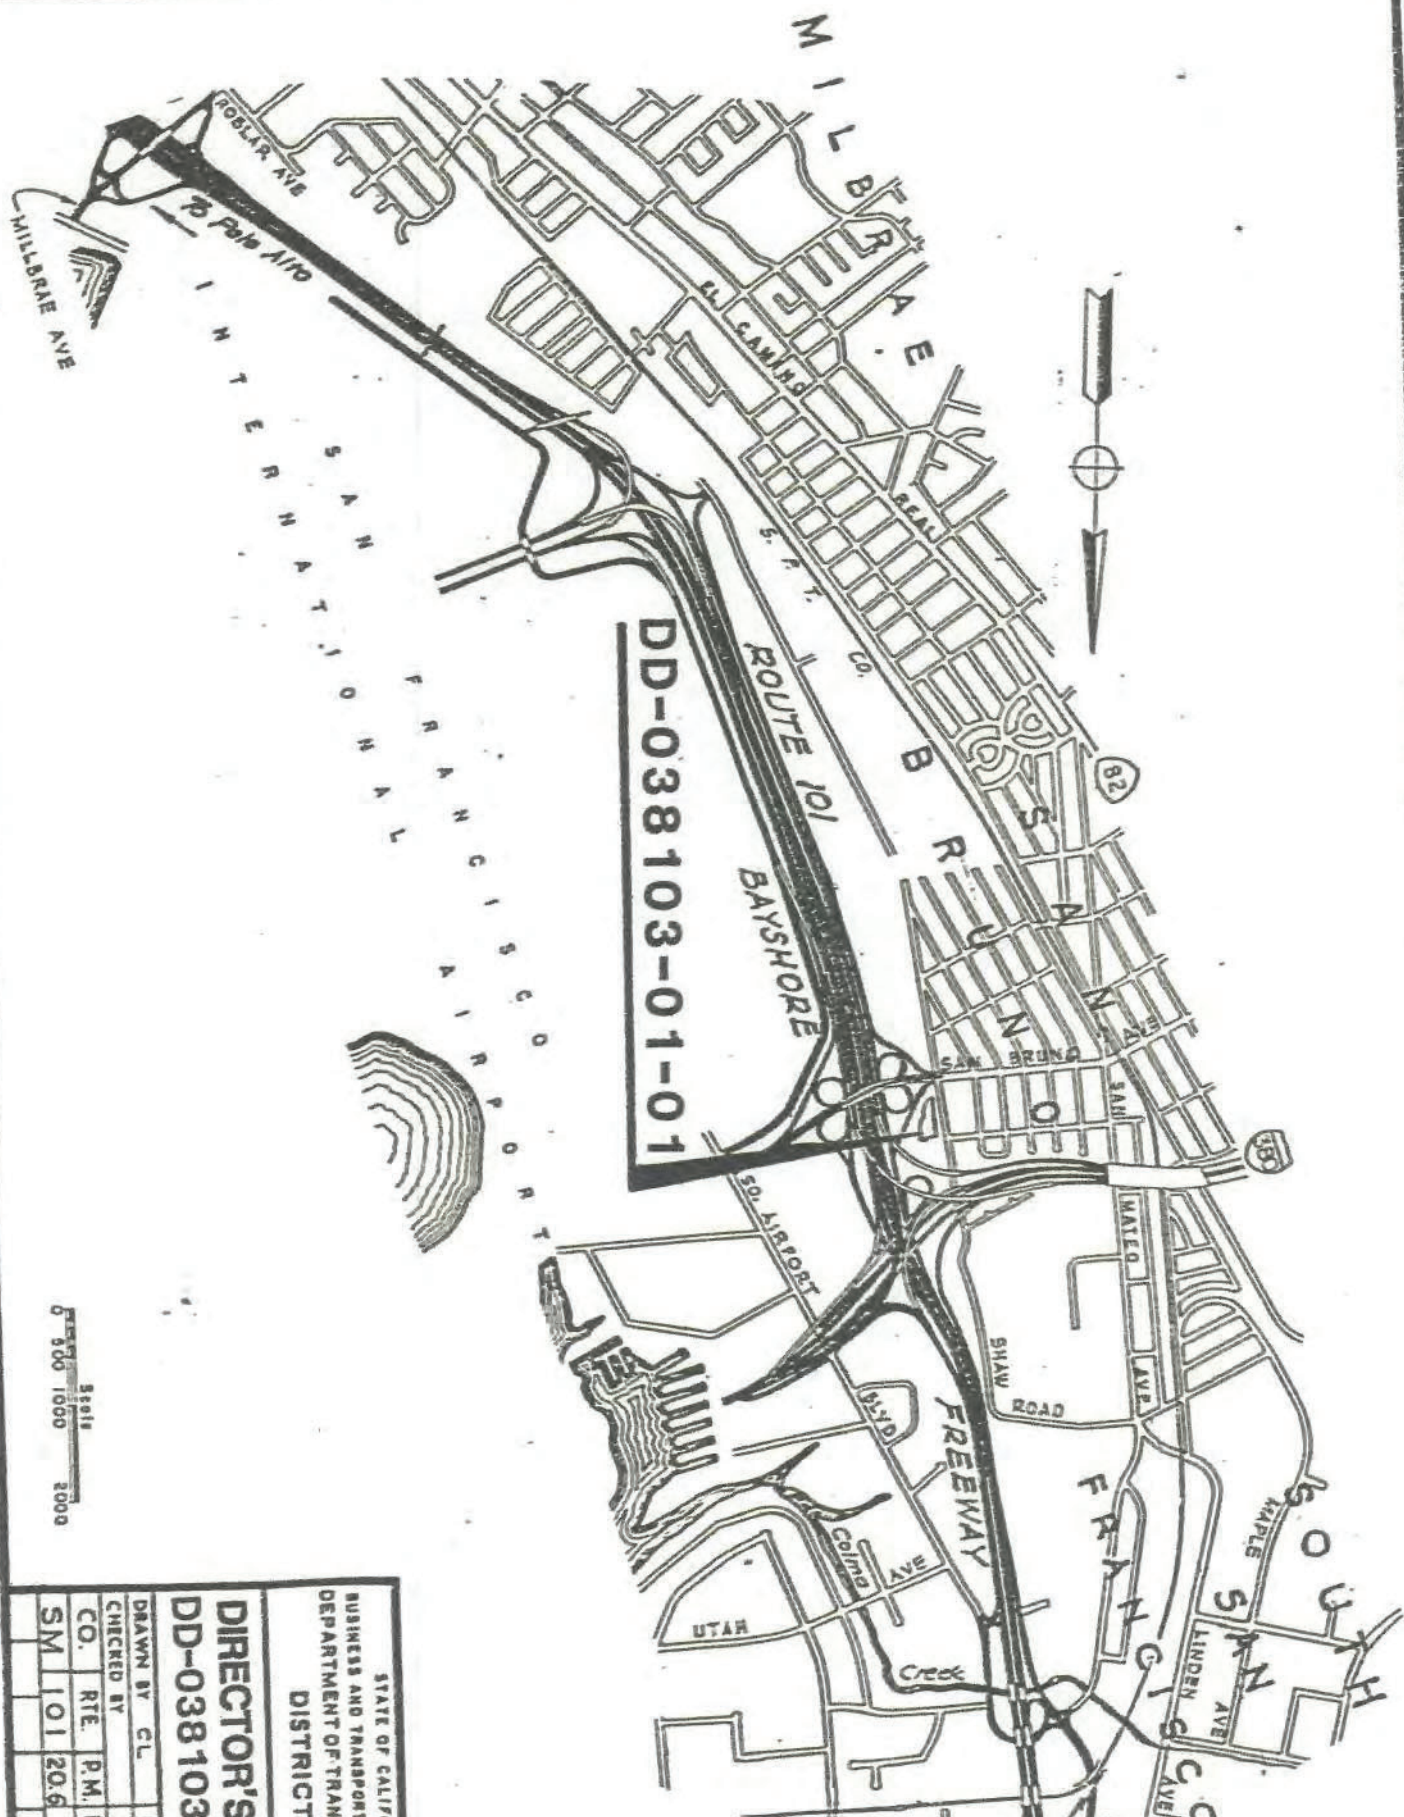 MILLBRAE
ROBLAR AVE
To Palo Alto
MILLBRAE AVE
SAN FRANCISCO
INTERNATIONAL AIRPORT
EL CAMINO REAL
S. P. T. CO.
82
ROUTE 101
BAYSHORE
FREEWAY
DD-038103-01-01
SAN
BRUNO
SAN BRUNO AVE
380
SAN MATEO AVE
SO. AIRPORT BLVD
SHAW ROAD
SOUTH
SAN
FRANCISCO
MAPLE
LINDEN AVE
AVE
UTAH AVE
Colma Creek
Scale
0 500 1000 2000
STATE OF CALIF
BUSINESS AND TRANSPORT
DEPARTMENT OF TRAN
DISTRICT
DIRECTOR'S
DD-038103
DRAWN BY CL
CHECKED BY
CO. RTE. P.M.
SM 101 20.6